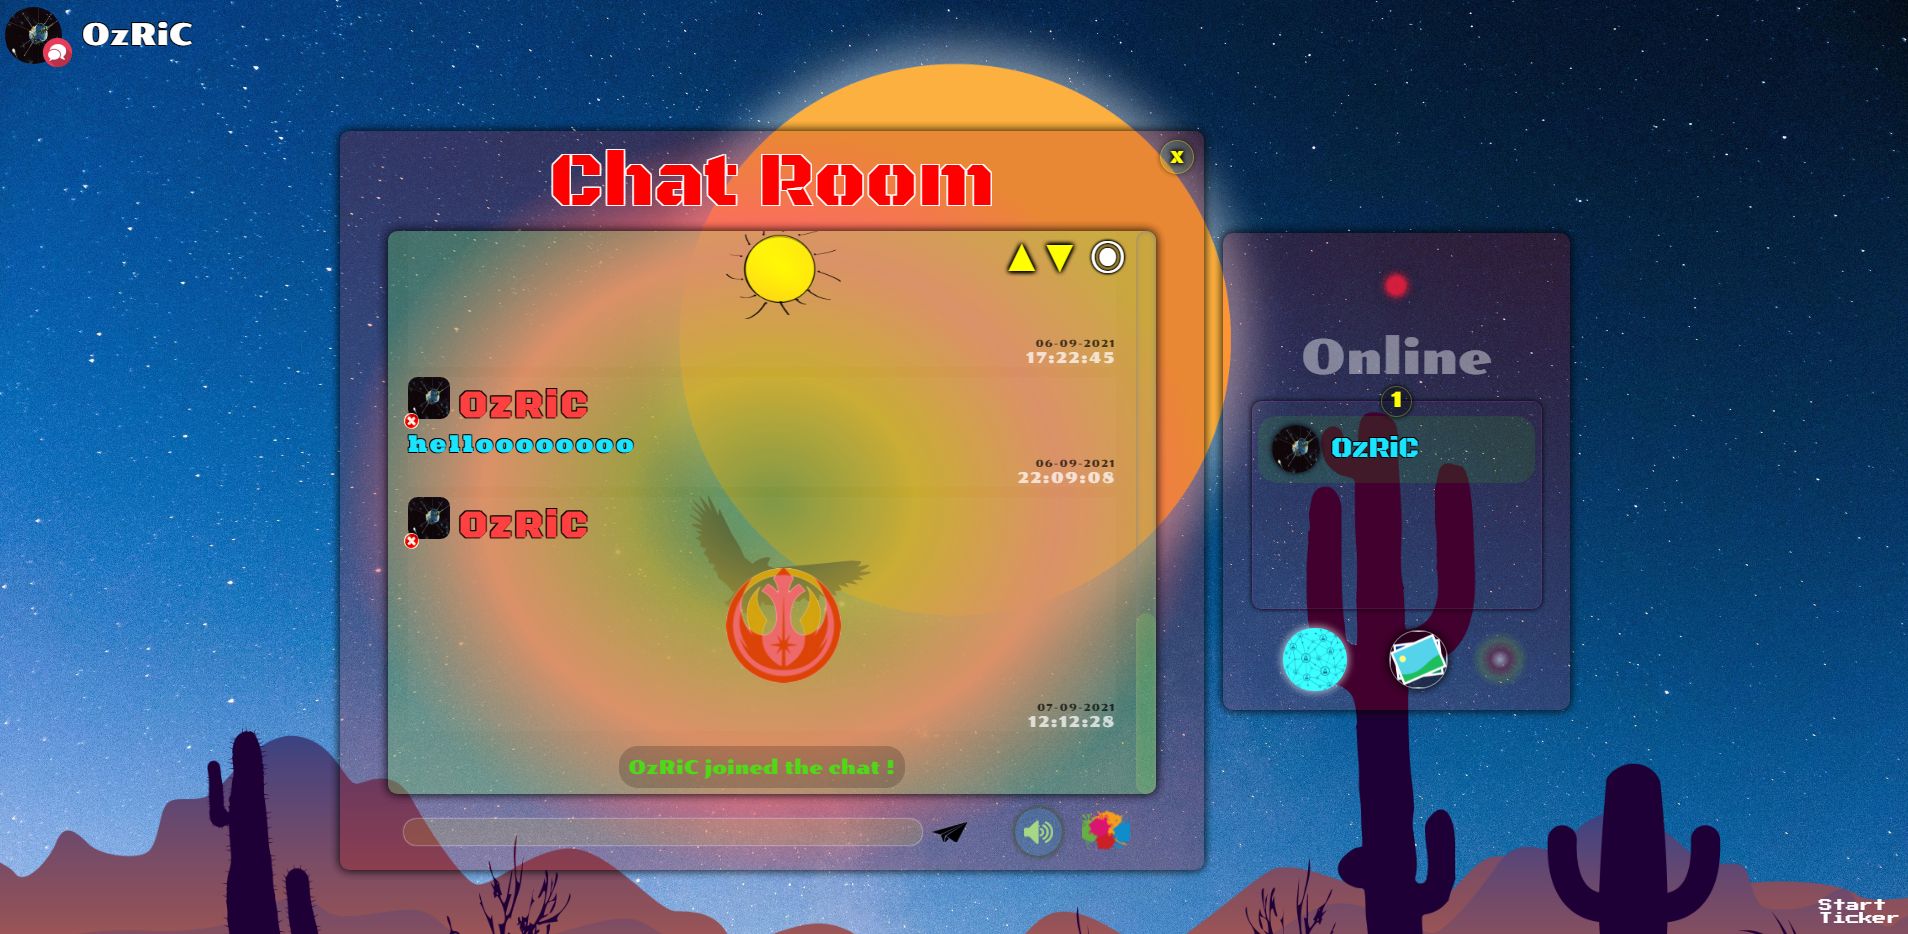 OzRiC
Chat Room
x
06-09-2021
17:22:45
OzRiC
helloooooooo
06-09-2021
22:09:08
OzRiC
07-09-2021
12:12:28
OzRiC joined the chat !
Online
1
OzRiC
Start
Ticker